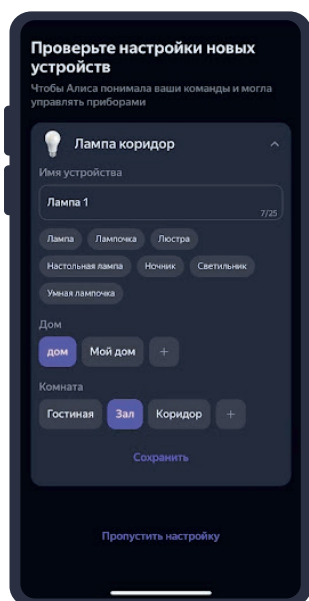 Проверьте настройки новых
устройств
Чтобы Алиса понимала ваши команды и могла
управлять приборами
Лампа коридор
Имя устройства
Лампа 1
7/25
Лампа Лампочка Люстра
Настольная лампа Ночник Светильник
Умная лампочка
Дом
дом Мой дом +
Комната
Гостиная Зал Коридор +
Сохранить
Пропустить настройку